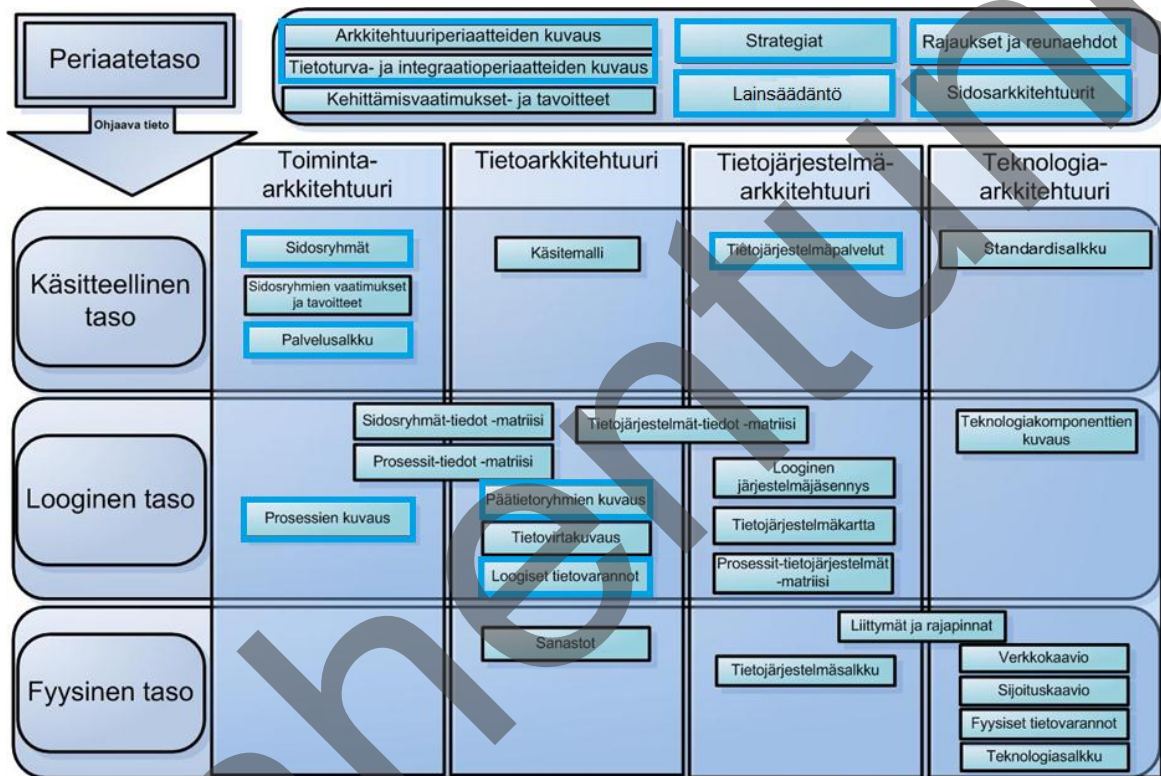 Periaatetaso
Ohjaava tieto
Arkkitehtuuriperiaatteiden kuvaus
Tietoturva- ja integraatioperiaatteiden kuvaus
Kehittämisvaatimukset- ja tavoitteet
Strategiat
Lainsäädäntö
Rajaukset ja reunaehdot
Sidosarkkitehtuurit
Toiminta-
arkkitehtuuri
Tietoarkkitehtuuri
Tietojärjestelmä-
arkkitehtuuri
Teknologia-
arkkitehtuuri
Käsitteellinen
taso
Sidosryhmät
Sidosryhmien vaatimukset
ja tavoitteet
Palvelusalkku
Käsitemalli
Tietojärjestelmäpalvelut
Standardisalkku
Looginen taso
Sidosryhmät-tiedot -matriisi
Prosessit-tiedot -matriisi
Prosessien kuvaus
Päätietoryhmien kuvaus
Tietovirtakuvaus
Loogiset tietovarannot
Tietojärjestelmät-tiedot -matriisi
Looginen
järjestelmäjäsennys
Tietojärjestelmäkartta
Prosessit-tietojärjestelmät
-matriisi
Teknologiakomponenttien
kuvaus
Fyysinen taso
Sanastot
Liittymät ja rajapinnat
Tietojärjestelmäsalkku
Verkkokaavio
Sijoituskaavio
Fyysiset tietovarannot
Teknologiasalkku